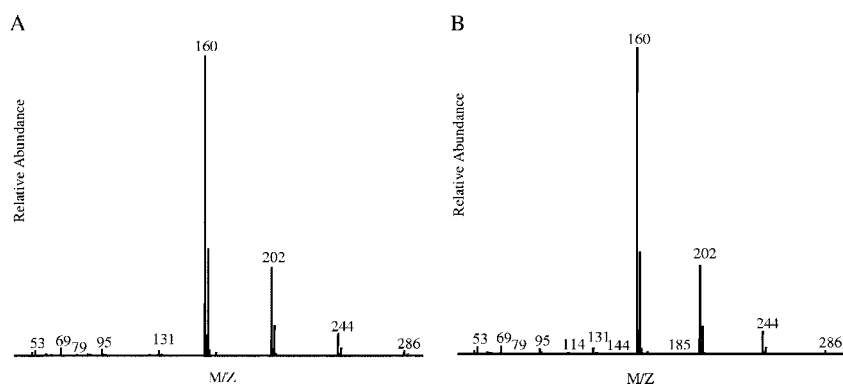 A
160
Relative Abundance
202
244
53 69 79 95 131 286
M/Z
B
160
Relative Abundance
202
244
53 69 79 95 114 131 144 185 286
M/Z